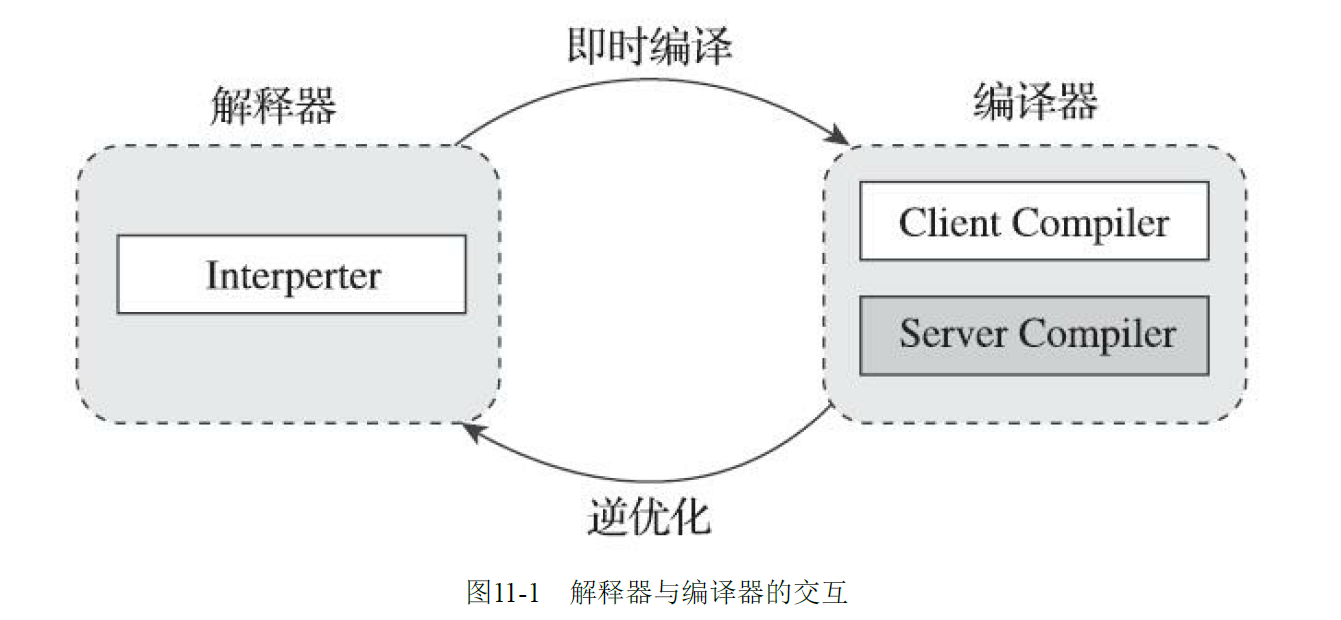 即时编译
解释器
编译器
Interperter
Client Compiler
Server Compiler
逆优化
图11-1 解释器与编译器的交互